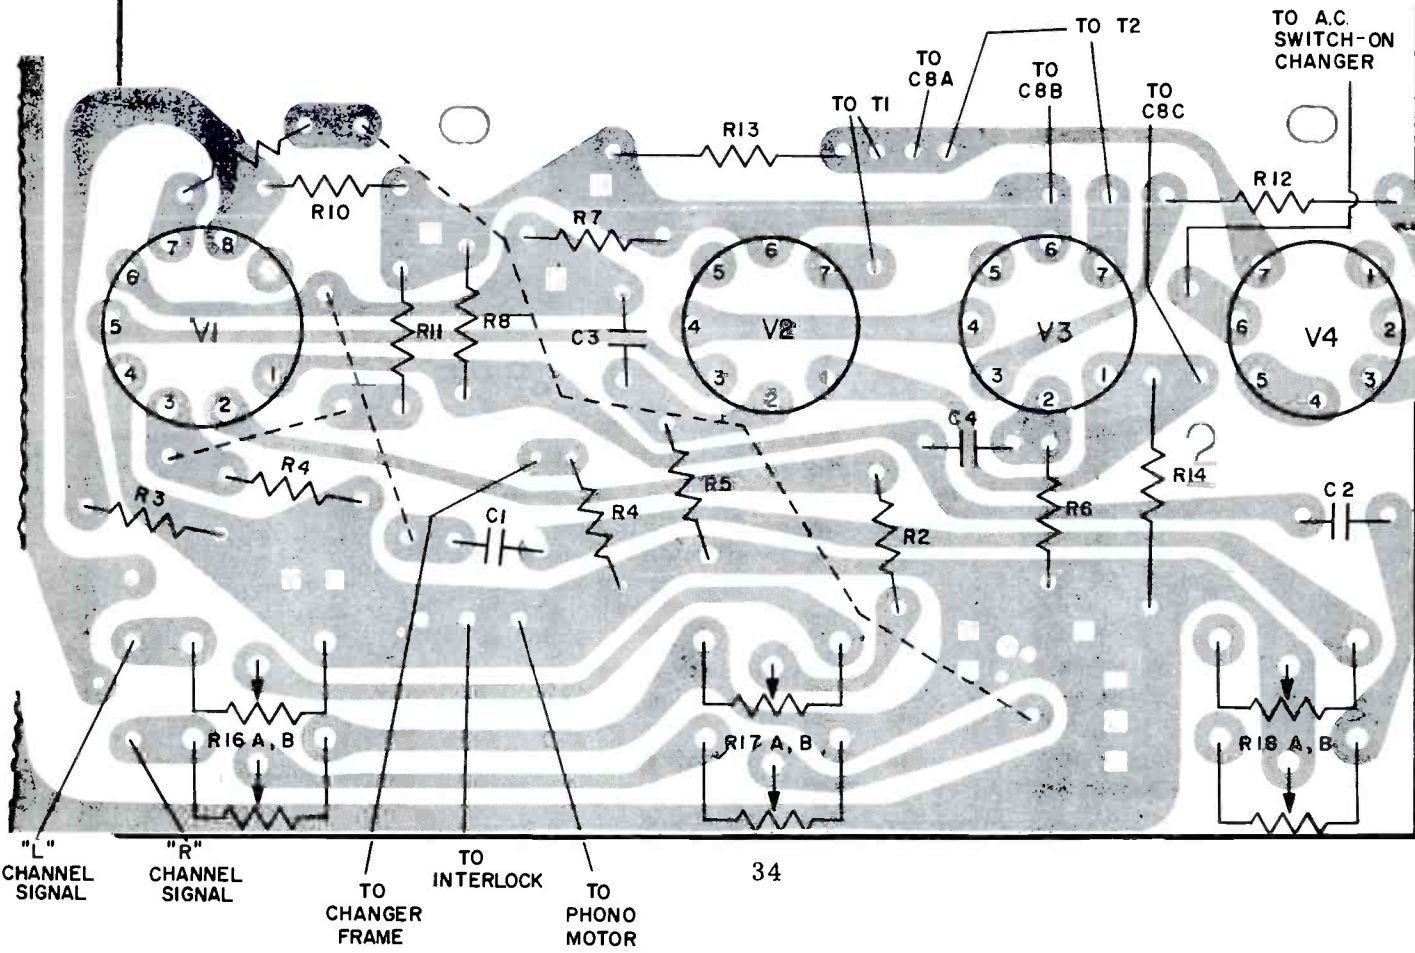 TO A.C.
SWITCH-ON
CHANGER
TO T2
TO
C8A
TO
C8B
TO
C8C
TO T1
R13
R12
R10
R7
7 8
6
5
4
3 2
1
V1
R11
R8
C3
6
5 7
4
3
2
1
V2
6
5 7
4
3
2
1
V3
7 1
6 2
5 3
4
V4
C4
R3
R4
C1
R4
R5
R2
R6
R14
2
C2
R16 A, B
R17 A, B
R18 A, B
"L"
CHANNEL
SIGNAL
"R"
CHANNEL
SIGNAL
TO
CHANGER
FRAME
TO
INTERLOCK
TO
PHONO
MOTOR
34